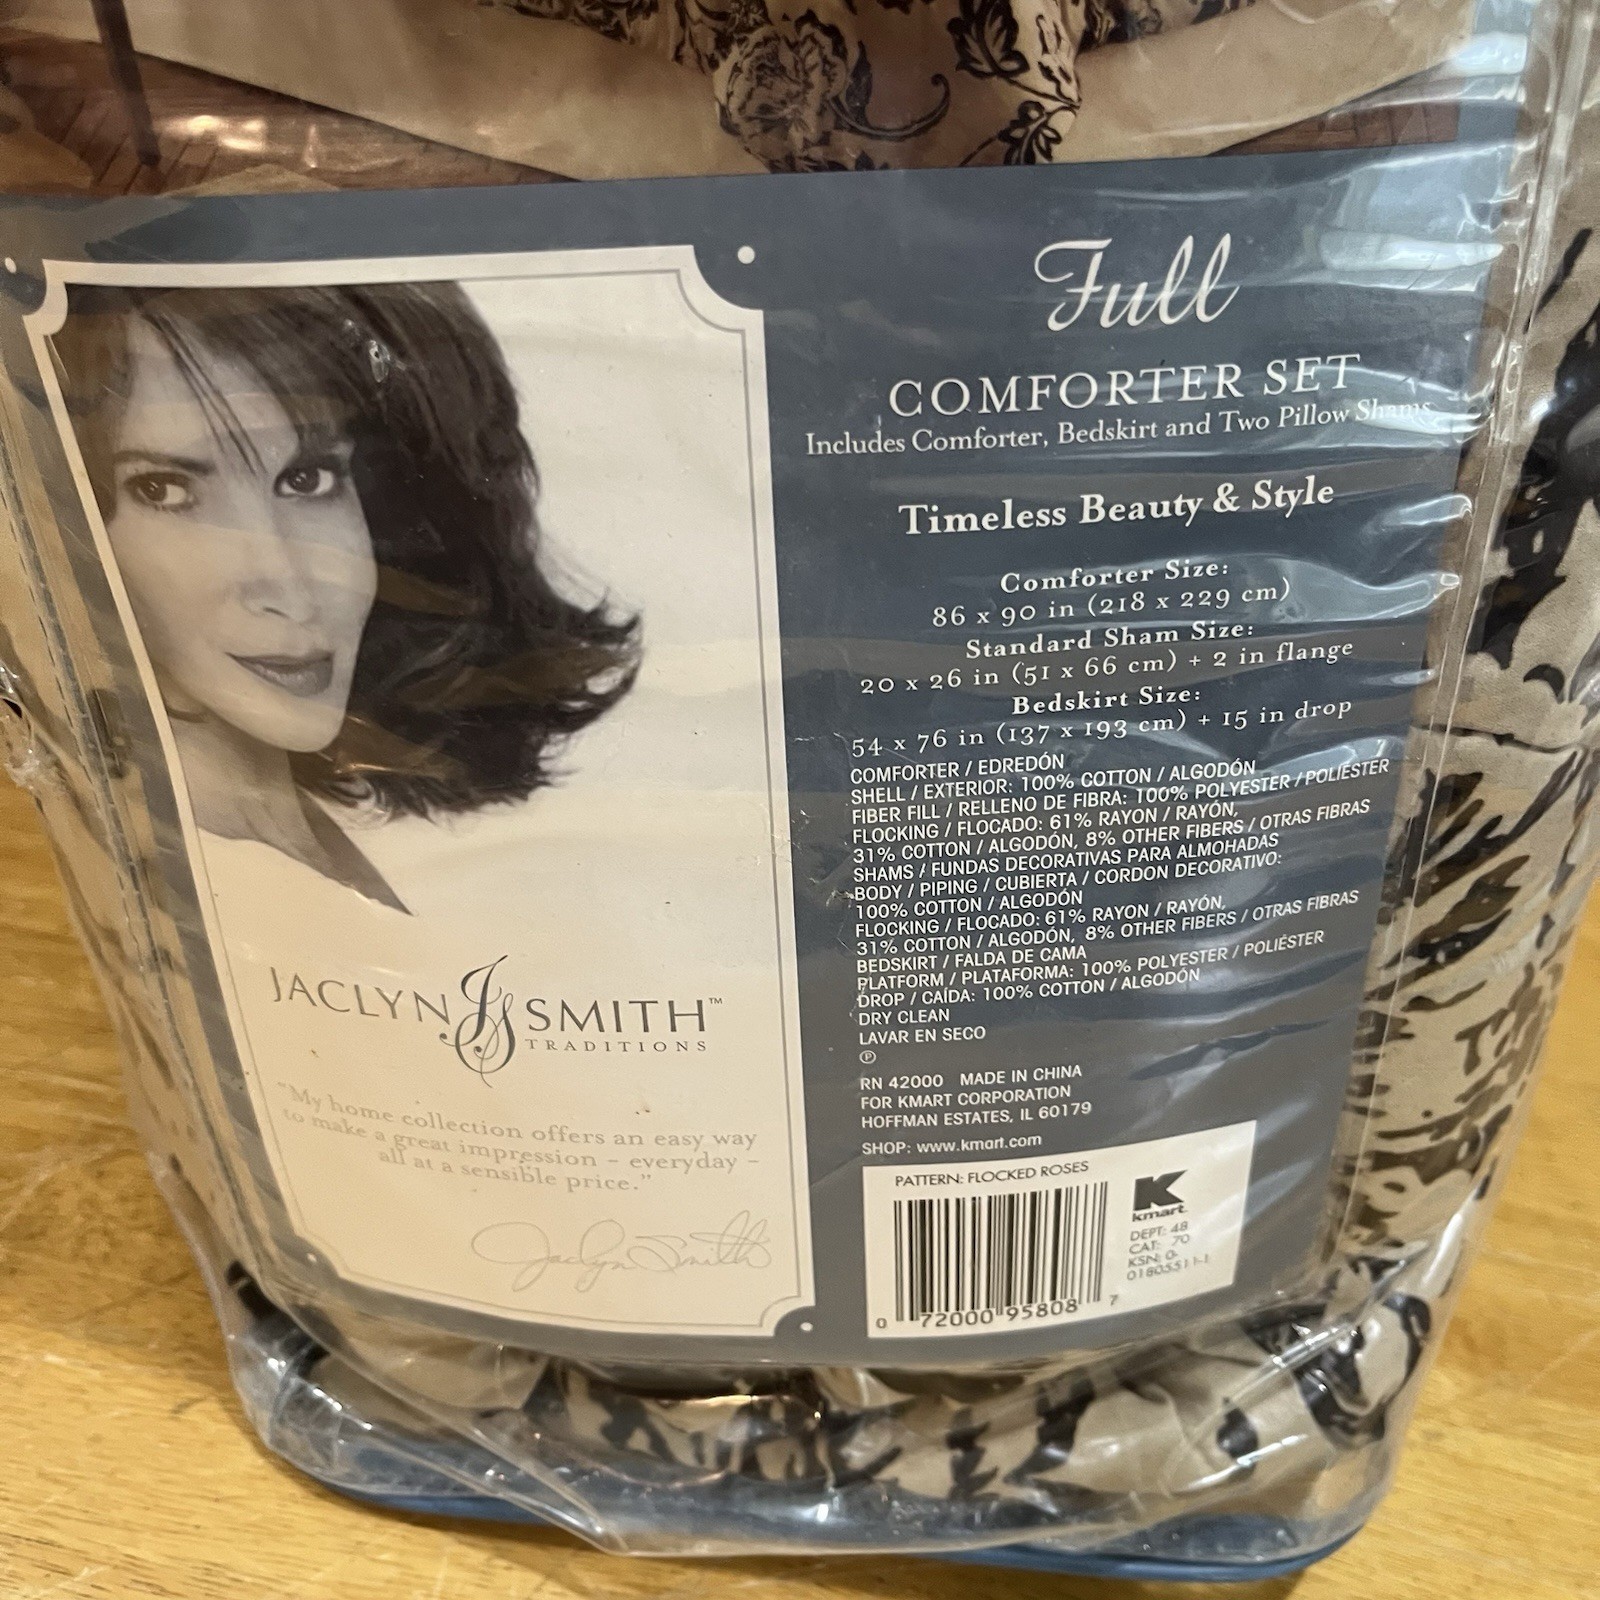 Full
COMFORTER SET
Includes Comforter, Bedskirt and Two Pillow Shams
Timeless Beauty & Style
Comforter Size:
86 x 90 in (218 x 229 cm)
Standard Sham Size:
20 x 26 in (51 x 66 cm) + 2 in flange
Bedskirt Size:
54 x 76 in (137 x 193 cm) + 15 in drop
COMFORTER / EDREDÓN
SHELL / EXTERIOR: 100% COTTON / ALGODÓN
FIBER FILL / RELLENO DE FIBRA: 100% POLYESTER / POLIÉSTER
FLOCKING / FLOCADO: 61% RAYON / RAYÓN,
31% COTTON / ALGODÓN, 8% OTHER FIBERS / OTRAS FIBRAS
SHAMS / FUNDAS DECORATIVAS PARA ALMOHADAS
BODY / PIPING / CUBIERTA / CORDON DECORATIVO:
100% COTTON / ALGODÓN
FLOCKING / FLOCADO: 61% RAYON / RAYÓN,
31% COTTON / ALGODÓN, 8% OTHER FIBERS / OTRAS FIBRAS
BEDSKIRT / FALDA DE CAMA
PLATFORM / PLATAFORMA: 100% POLYESTER / POLIÉSTER
DROP / CAÍDA: 100% COTTON / ALGODÓN
DRY CLEAN
LAVAR EN SECO
Ⓟ
RN 42000 MADE IN CHINA
FOR KMART CORPORATION
HOFFMAN ESTATES, IL 60179
SHOP: www.kmart.com
PATTERN: FLOCKED ROSES
K
kmart.
DEPT: 48
CAT: 70
KSN: 0-
01805511-1
0 72000 95808 7
JACLYN JS SMITH™
TRADITIONS
"My home collection offers an easy way
to make a great impression – everyday –
all at a sensible price."
Jaclyn Smith